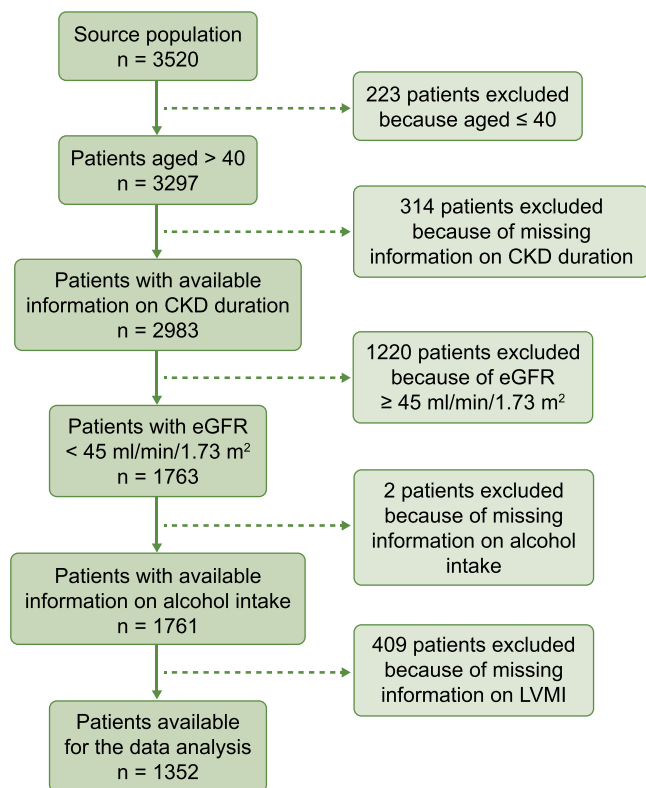 Source population
n = 3520
223 patients excluded
because aged ≤ 40
Patients aged > 40
n = 3297
314 patients excluded
because of missing
information on CKD duration
Patients with available
information on CKD duration
n = 2983
1220 patients excluded
because of eGFR
≥ 45 ml/min/1.73 m²
Patients with eGFR
< 45 ml/min/1.73 m²
n = 1763
2 patients excluded
because of missing
information on alcohol
intake
Patients with available
information on alcohol intake
n = 1761
409 patients excluded
because of missing
information on LVMI
Patients available
for the data analysis
n = 1352